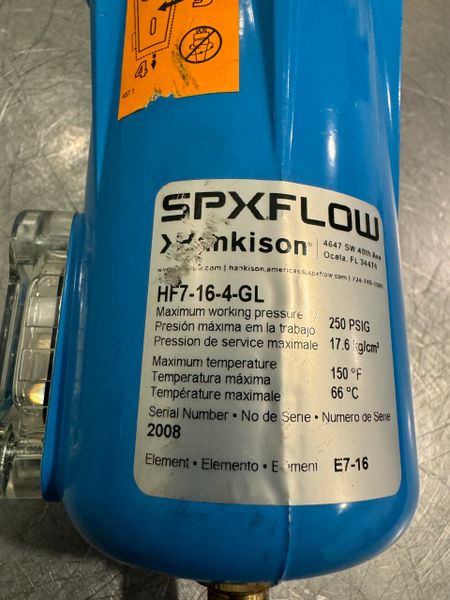 4
SPXFLOW
Hankison®
4647 SW 40th Ave
Ocala, FL 34474
hankison.americas@spxflow.com
HF7-16-4-GL
Maximum working pressure
Presión máxima em la trabajo
Pression de service maximale
250 PSIG
17.6 kg/cm²
Maximum temperature
Temperatura máxima
Température maximale
150 °F
66 °C
Serial Number • No de Serie • Numero de Serie
2008
Element • Elemento • Element E7-16